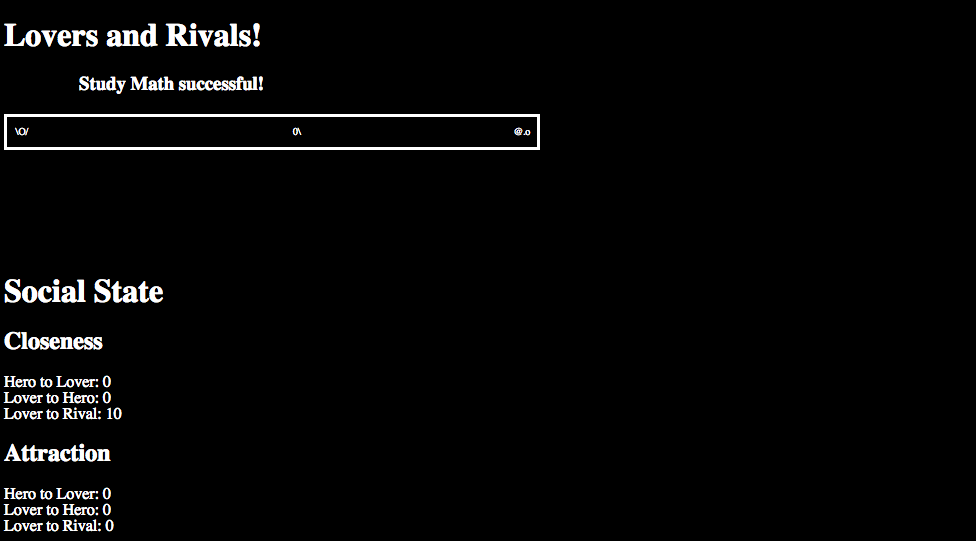 Lovers and Rivals!
Study Math successful!
\O/ 0\ @.o
Social State
Closeness
Hero to Lover: 0
Lover to Hero: 0
Lover to Rival: 10
Attraction
Hero to Lover: 0
Lover to Hero: 0
Lover to Rival: 0